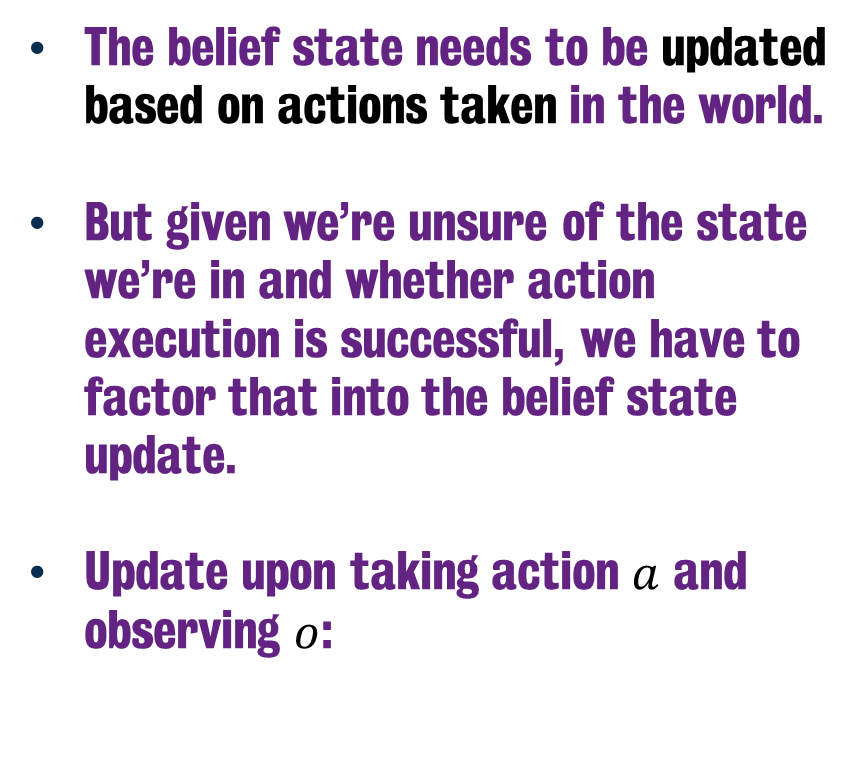 • The belief state needs to be updated
based on actions taken in the world.
• But given we’re unsure of the state
we’re in and whether action
execution is successful, we have to
factor that into the belief state
update.
• Update upon taking action 𝑎 and
observing 𝑜: